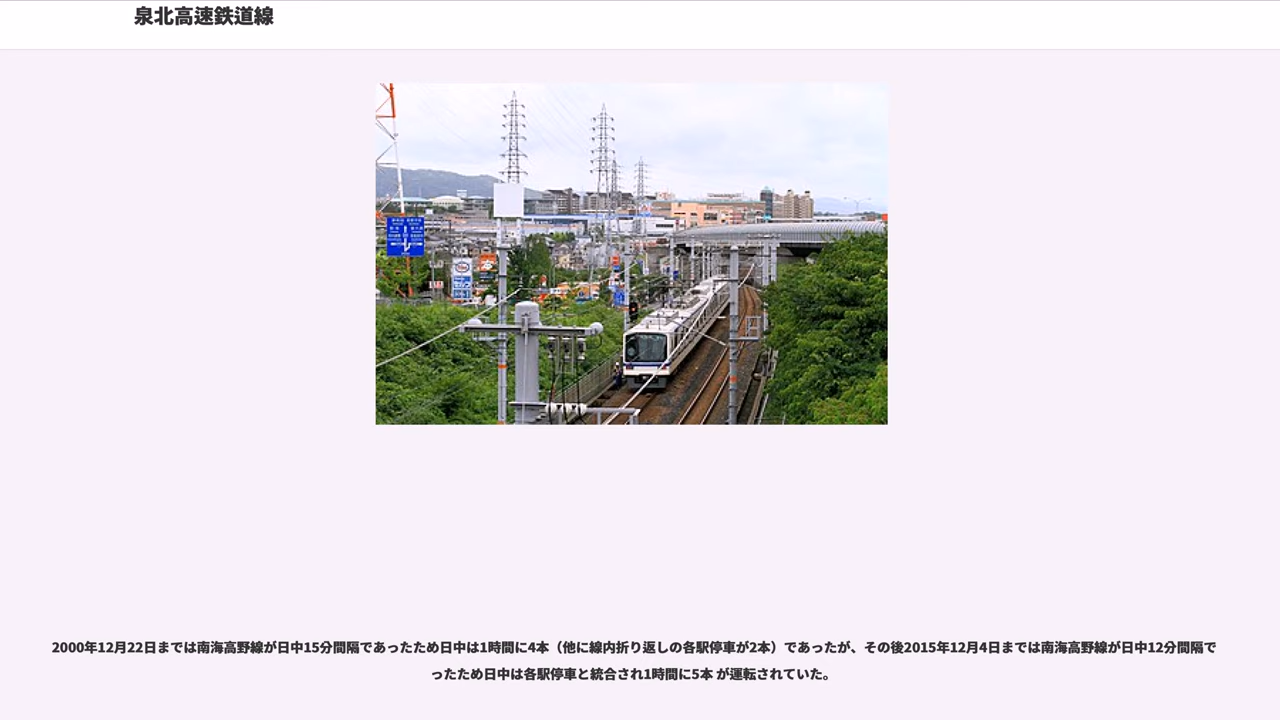 泉北高速鉄道線
2000年12月22日までは南海高野線が日中15分間隔であったため日中は1時間に4本（他に線内折り返しの各駅停車が2本）であったが、その後2015年12月4日までは南海高野線が日中12分間隔で
ったため日中は各駅停車と統合され1時間に5本 が運転されていた。